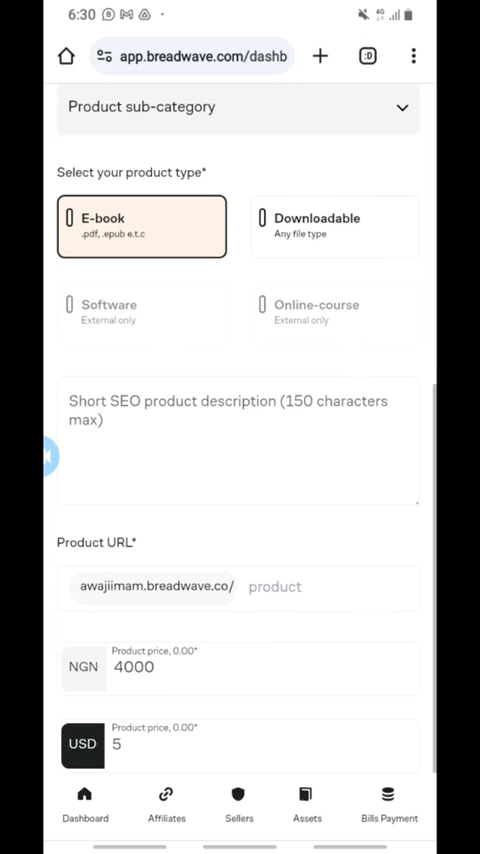 6:30
4G
app.breadwave.com/dashb
:D
Product sub-category
Select your product type*
E-book
.pdf, .epub e.t.c
Downloadable
Any file type
Software
External only
Online-course
External only
Short SEO product description (150 characters
max)
Product URL*
awajiimam.breadwave.co/
product
Product price, 0.00*
NGN
4000
Product price, 0.00*
USD
5
Dashboard
Affiliates
Sellers
Assets
Bills Payment